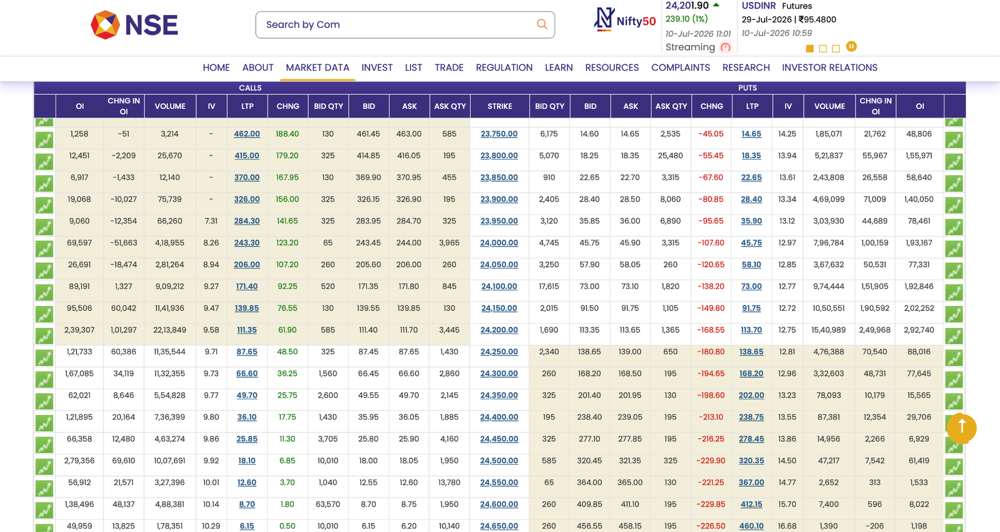 NSE
Search by Com
Nifty50
24,201.90
239.10 (1%)
10-Jul-2026 11:01
Streaming
USDINR Futures
29-Jul-2026 | ₹95.4800
10-Jul-2026 10:59
HOME ABOUT MARKET DATA INVEST LIST TRADE REGULATION LEARN RESOURCES COMPLAINTS RESEARCH INVESTOR RELATIONS
CALLS PUTS
OI CHNG IN OI VOLUME IV LTP CHNG BID QTY BID ASK ASK QTY STRIKE BID QTY BID ASK ASK QTY CHNG LTP IV VOLUME CHNG IN OI OI
1,258 -51 3,214 - 462.00 188.40 130 461.45 463.00 585 23,750.00 6,175 14.60 14.65 2,535 -45.05 14.65 14.25 1,85,071 21,762 48,806
12,451 -2,209 25,670 - 415.00 179.20 325 414.85 416.05 195 23,800.00 5,070 18.25 18.35 25,480 -55.45 18.35 13.94 5,21,837 55,967 1,55,971
6,917 -1,433 12,140 - 370.00 167.95 130 369.90 370.95 455 23,850.00 910 22.65 22.70 3,315 -67.60 22.65 13.61 2,43,808 26,558 58,640
19,068 -10,027 75,739 - 326.00 156.00 325 326.15 326.90 195 23,900.00 2,405 28.40 28.50 8,060 -80.85 28.40 13.34 4,69,099 71,009 1,40,050
9,060 -12,354 66,260 7.31 284.30 141.65 325 283.95 284.70 325 23,950.00 3,120 35.85 36.00 6,890 -95.65 35.90 13.12 3,03,930 44,689 78,461
69,597 -51,663 4,18,955 8.26 243.30 123.20 65 243.45 244.00 3,965 24,000.00 4,745 45.75 45.90 3,315 -107.60 45.75 12.97 7,96,784 1,00,159 1,93,167
26,691 -18,474 2,81,264 8.94 206.00 107.20 260 205.60 206.00 260 24,050.00 3,250 57.90 58.05 260 -120.65 58.10 12.85 3,67,632 50,531 77,331
89,191 1,327 9,09,212 9.27 171.40 92.25 520 171.35 171.80 845 24,100.00 17,615 73.00 73.10 1,820 -138.20 73.00 12.77 9,74,444 1,51,905 1,92,846
95,506 60,042 11,41,936 9.47 139.85 76.55 130 139.55 139.85 130 24,150.00 2,015 91.50 91.75 1,105 -149.80 91.75 12.72 10,50,551 1,90,592 2,02,252
2,39,307 1,01,297 22,13,849 9.58 111.35 61.90 585 111.40 111.70 3,445 24,200.00 1,690 113.35 113.65 1,365 -168.55 113.70 12.75 15,40,989 2,49,968 2,92,740
1,21,733 60,386 11,35,544 9.71 87.65 48.50 325 87.45 87.65 1,430 24,250.00 2,340 138.65 139.00 650 -180.80 138.65 12.81 4,76,388 70,540 88,016
1,67,085 34,119 11,32,355 9.73 66.60 36.25 1,560 66.45 66.60 2,860 24,300.00 260 168.20 168.50 195 -194.65 168.20 12.96 3,32,603 48,731 77,645
62,021 8,646 5,54,828 9.77 49.70 25.75 2,600 49.55 49.70 2,145 24,350.00 325 201.40 201.95 130 -198.60 202.00 13.23 78,093 10,179 15,565
1,21,895 20,164 7,36,399 9.80 36.10 17.75 1,430 35.95 36.05 1,885 24,400.00 195 238.40 239.05 195 -213.10 238.75 13.55 87,381 12,354 29,706
66,358 12,480 4,63,274 9.86 25.85 11.30 3,705 25.80 25.90 4,160 24,450.00 325 277.10 277.85 195 -216.25 278.45 13.86 14,956 2,266 6,929
2,79,356 69,610 10,07,691 9.92 18.10 6.85 10,010 18.00 18.05 1,950 24,500.00 585 320.45 321.35 325 -229.90 320.35 14.50 47,217 7,542 61,419
56,912 21,571 3,27,396 10.01 12.60 3.70 1,040 12.55 12.60 13,780 24,550.00 65 364.00 365.00 130 -221.25 367.00 14.77 2,652 313 1,533
1,38,496 48,137 4,88,381 10.14 8.70 1.80 63,570 8.70 8.75 1,950 24,600.00 260 409.85 411.10 195 -229.85 412.15 15.70 7,400 596 8,022
49,959 13,825 1,78,351 10.29 6.15 0.50 10,010 6.15 6.20 10,140 24,650.00 260 456.55 458.15 195 -226.50 460.10 16.68 1,390 -206 1,198